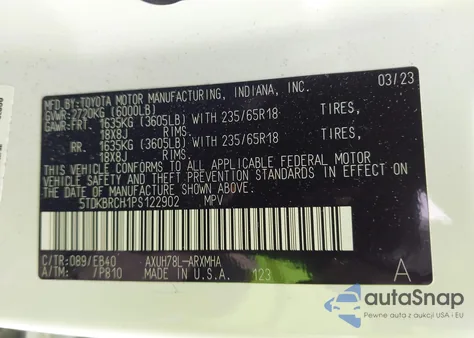 MFD. BY: TOYOTA MOTOR MANUFACTURING, INDIANA, INC. 03/23
GVWR: 2720KG (6000LB)
GAWR: FRT. 1635KG (3605LB) WITH 235/65R18 TIRES,
18X8J RIMS.
RR. 1635KG (3605LB) WITH 235/65R18 TIRES,
18X8J RIMS.
THIS VEHICLE CONFORMS TO ALL APPLICABLE FEDERAL MOTOR
VEHICLE SAFETY AND THEFT PREVENTION STANDARDS IN EFFECT ON
THE DATE OF MANUFACTURE SHOWN ABOVE.
5TDKBRCH1PS122902 MPV
C/TR: 089/EB40 AXUH78L-ARXMHA
A/TM: /P810 MADE IN U.S.A. 123 A
autoSnap
Pewne auta z aukcji USA i EU